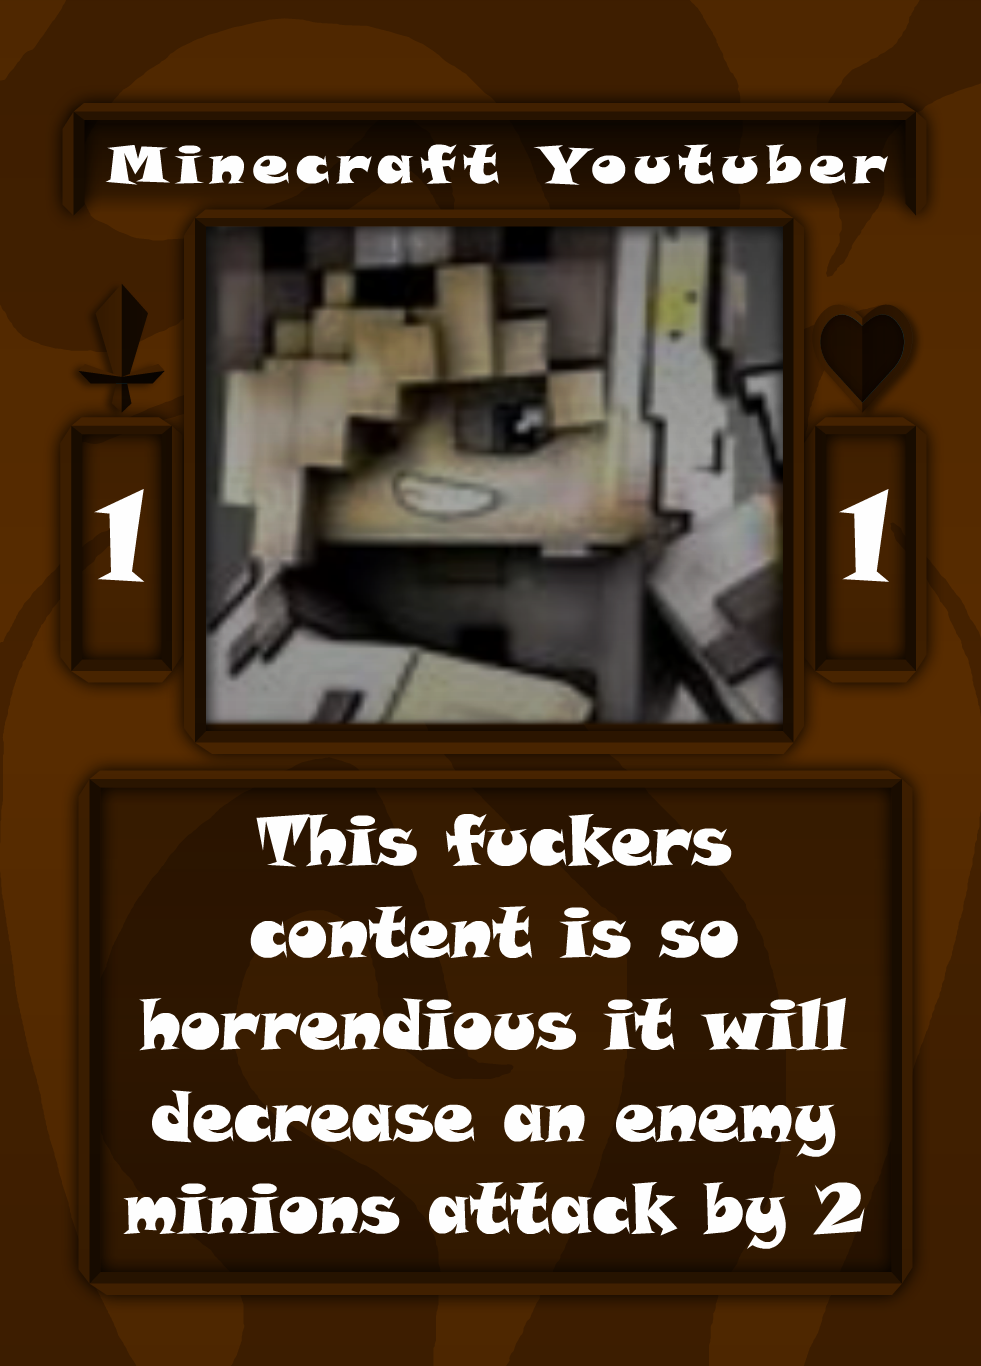 Minecraft Youtuber
1
1
This fuckers
content is so
horrendious it will
decrease an enemy
minions attack by 2